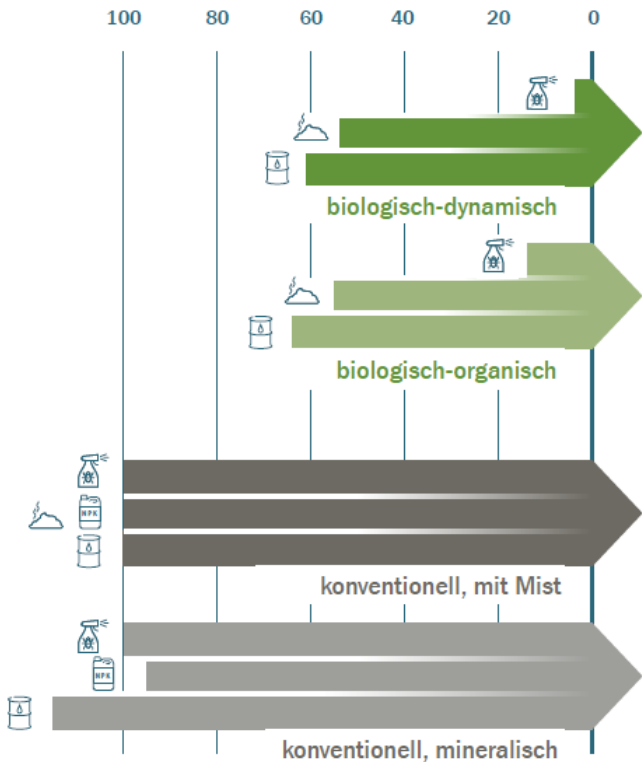 100 80 60 40 20 0
biologisch-dynamisch
biologisch-organisch
NPK
konventionell, mit Mist
NPK
konventionell, mineralisch